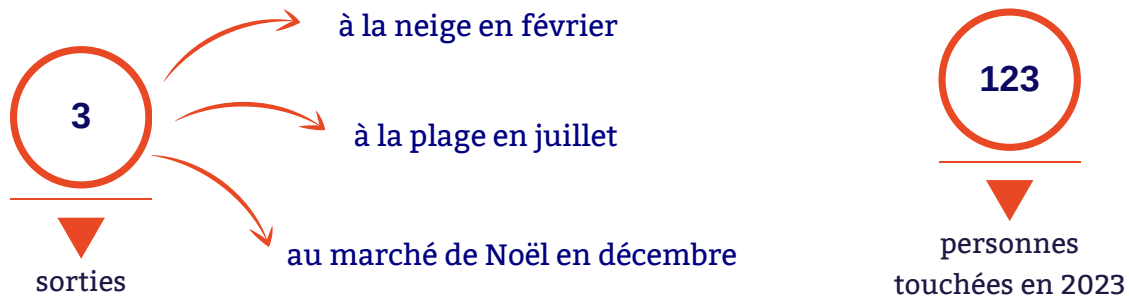 3
sorties
à la neige en février
à la plage en juillet
au marché de Noël en décembre
123
personnes
touchées en 2023